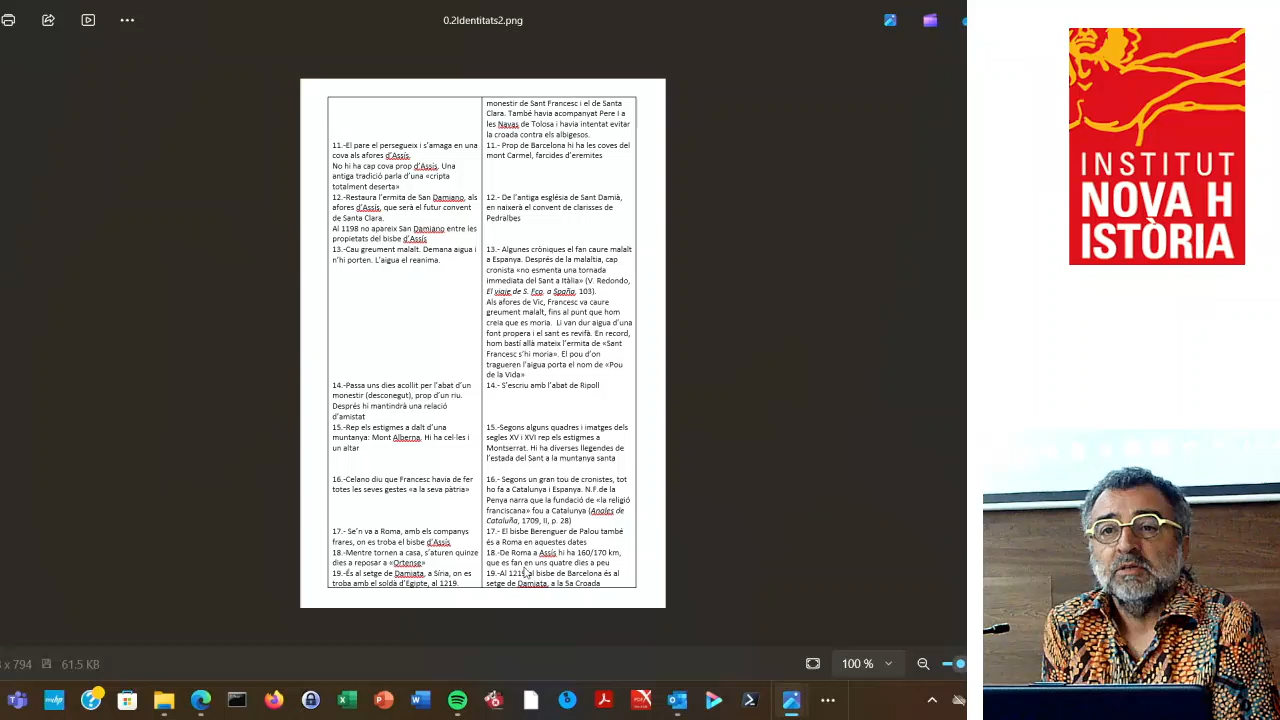 0.2Identitats2.png
monestir de Sant Francesc i el de Santa
Clara. També havia acompanyat Pere I a
les Navas de Tolosa i havia intentat evitar
la croada contra els albigesos.
11.-El pare el persegueix i s'amaga en una
cova als afores d'Assís.
No hi ha cap cova prop d'Assís. Una
antiga tradició parla d'una «cripta
totalment deserta»
11.- Prop de Barcelona hi ha les coves del
mont Carmel, farcides d'eremites
12.-Restaura l'ermita de San Damiano, als
afores d'Assís, que serà el futur convent
de Santa Clara.
Al 1198 no apareix San Damiano entre les
propietats del bisbe d'Assís
12.- De l'antiga església de Sant Damià,
en naixerà el convent de clarisses de
Pedralbes
13.-Cau greument malalt. Demana aigua i
n'hi porten. L'aigua el reanima.
13.- Algunes cròniques el fan caure malalt
a Espanya. Després de la malaltia, cap
cronista «no esmenta una tornada
immediata del Sant a Itàlia» (V. Redondo,
El viaje de S. Fco. a Spaña, 103).
Als afores de Vic, Francesc va caure
greument malalt, fins al punt que hom
creia que es moria. Li van dur aigua d'una
font propera i el sant es revifà. En record,
hom bastí allà mateix l'ermita de «Sant
Francesc s'hi moria». El pou d'on
tragueren l'aigua porta el nom de «Pou
de la Vida»
14.-Passa uns dies acollit per l'abat d'un
monestir (desconegut), prop d'un riu.
Després hi mantindrà una relació
d'amistat
14.- S'escriu amb l'abat de Ripoll
15.-Rep els estigmes a dalt d'una
muntanya: Mont Alberna. Hi ha cel·les i
un altar
15.-Segons alguns quadres i imatges dels
segles XV i XVI rep els estigmes a
Montserrat. Hi ha diverses llegendes de
l'estada del Sant a la muntanya santa
16.-Celano diu que Francesc havia de fer
totes les seves gestes «a la seva pàtria»
16.- Segons un gran tou de cronistes, tot
ho fa a Catalunya i Espanya. N.F.de la
Penya narra que la fundació de «la religió
franciscana» fou a Catalunya (Anales de
Cataluña, 1709, II, p. 28)
17.- Se'n va a Roma, amb els companys
frares, on es troba el bisbe d'Assís
17.- El bisbe Berenguer de Palou també
és a Roma en aquestes dates
18.-Mentre tornen a casa, s'aturen quinze
dies a reposar a «Ortense»
18.-De Roma a Assís hi ha 160/170 km,
que es fan en uns quatre dies a peu
19.-És al setge de Damiata, a Síria, on es
troba amb el soldà d'Egipte, al 1219.
19.-Al 1219 al bisbe de Barcelona és al
setge de Damiata, a la 5a Croada
x 794
61.5 KB
100 %
INSTITUT
NOVA H
ISTÒRIA